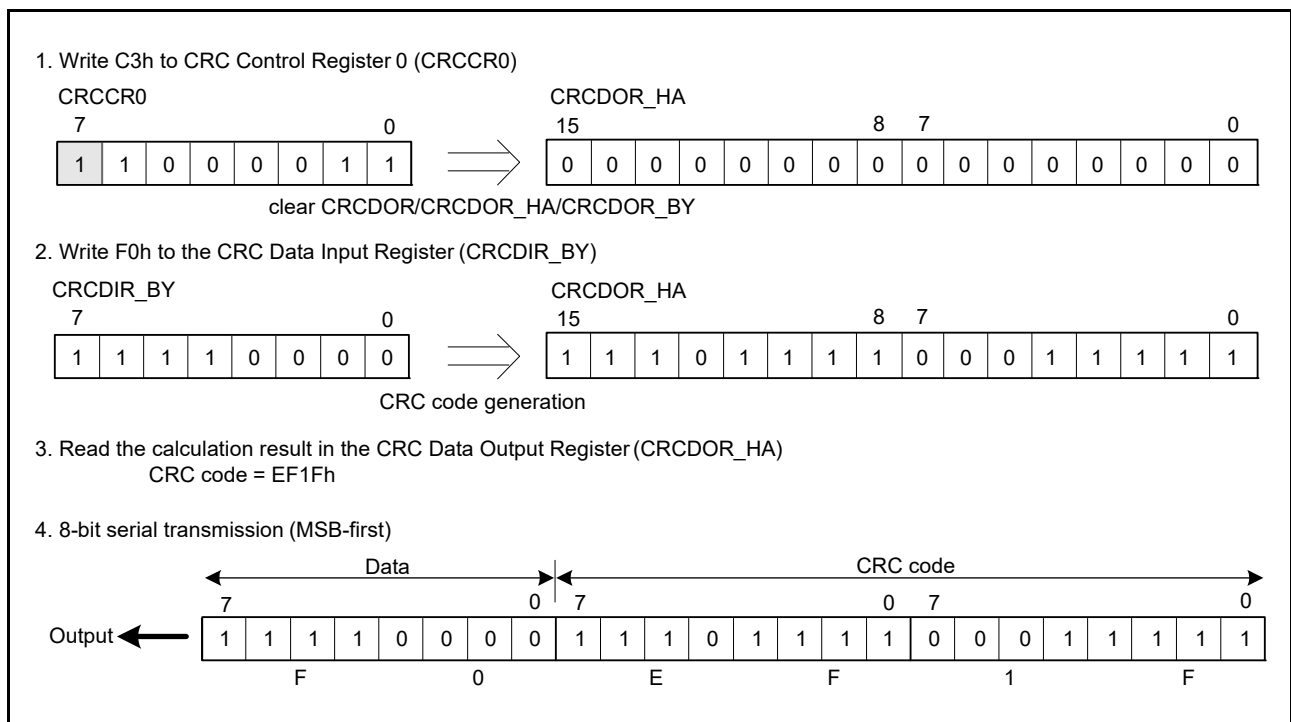 1. Write C3h to CRC Control Register 0 (CRCCR0)
CRCCR0 CRCDOR_HA
7 0 15 8 7 0
1 1 0 0 0 0 1 1 0 0 0 0 0 0 0 0 0 0 0 0 0 0 0 0
clear CRCDOR/CRCDOR_HA/CRCDOR_BY
2. Write F0h to the CRC Data Input Register (CRCDIR_BY)
CRCDIR_BY CRCDOR_HA
7 0 15 8 7 0
1 1 1 1 0 0 0 0 1 1 1 0 1 1 1 1 0 0 0 1 1 1 1 1
CRC code generation
3. Read the calculation result in the CRC Data Output Register (CRCDOR_HA)
CRC code = EF1Fh
4. 8-bit serial transmission (MSB-first)
Data CRC code
7 0 7 0 7 0
Output 1 1 1 1 0 0 0 0 1 1 1 0 1 1 1 1 0 0 0 1 1 1 1 1
F 0 E F 1 F